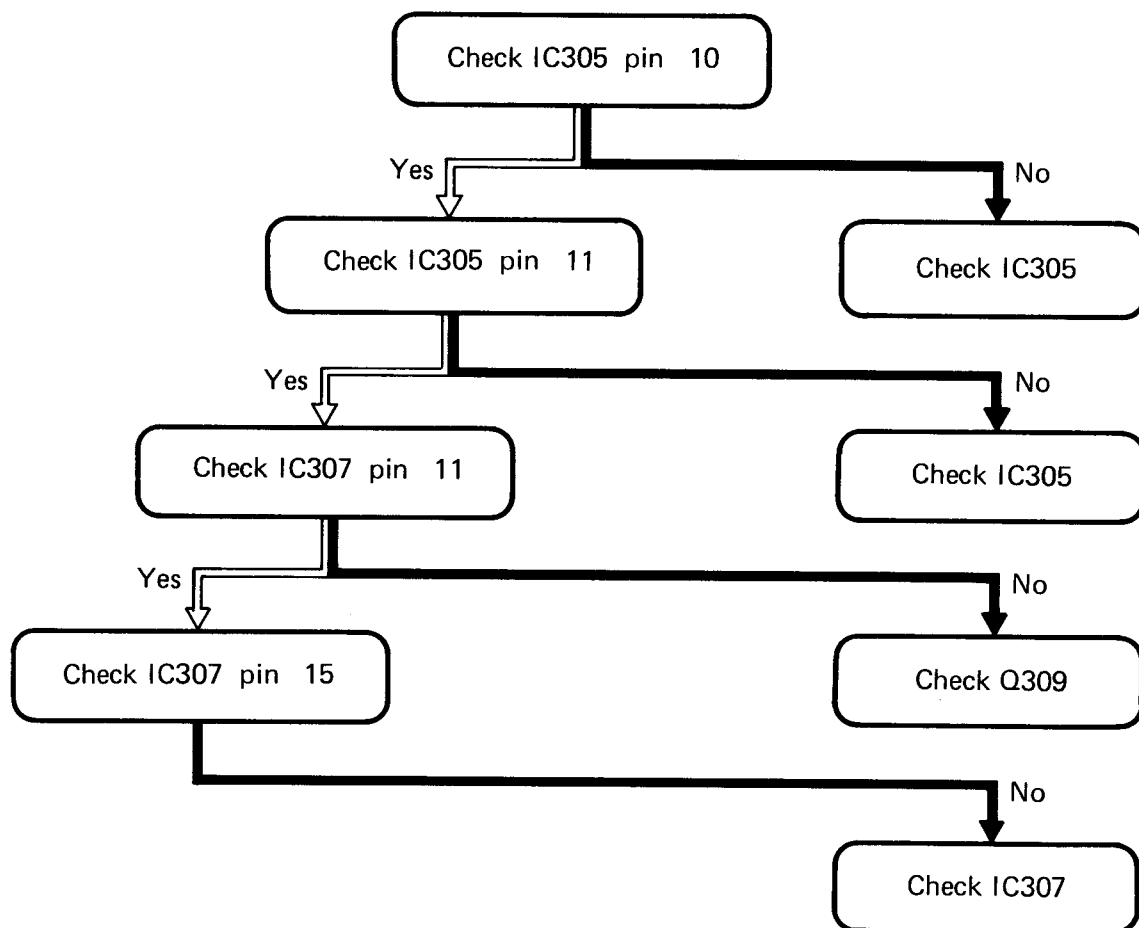 Check IC305 pin 10
Yes
No
Check IC305 pin 11
Check IC305
Yes
No
Check IC307 pin 11
Check IC305
Yes
No
Check IC307 pin 15
Check Q309
No
Check IC307